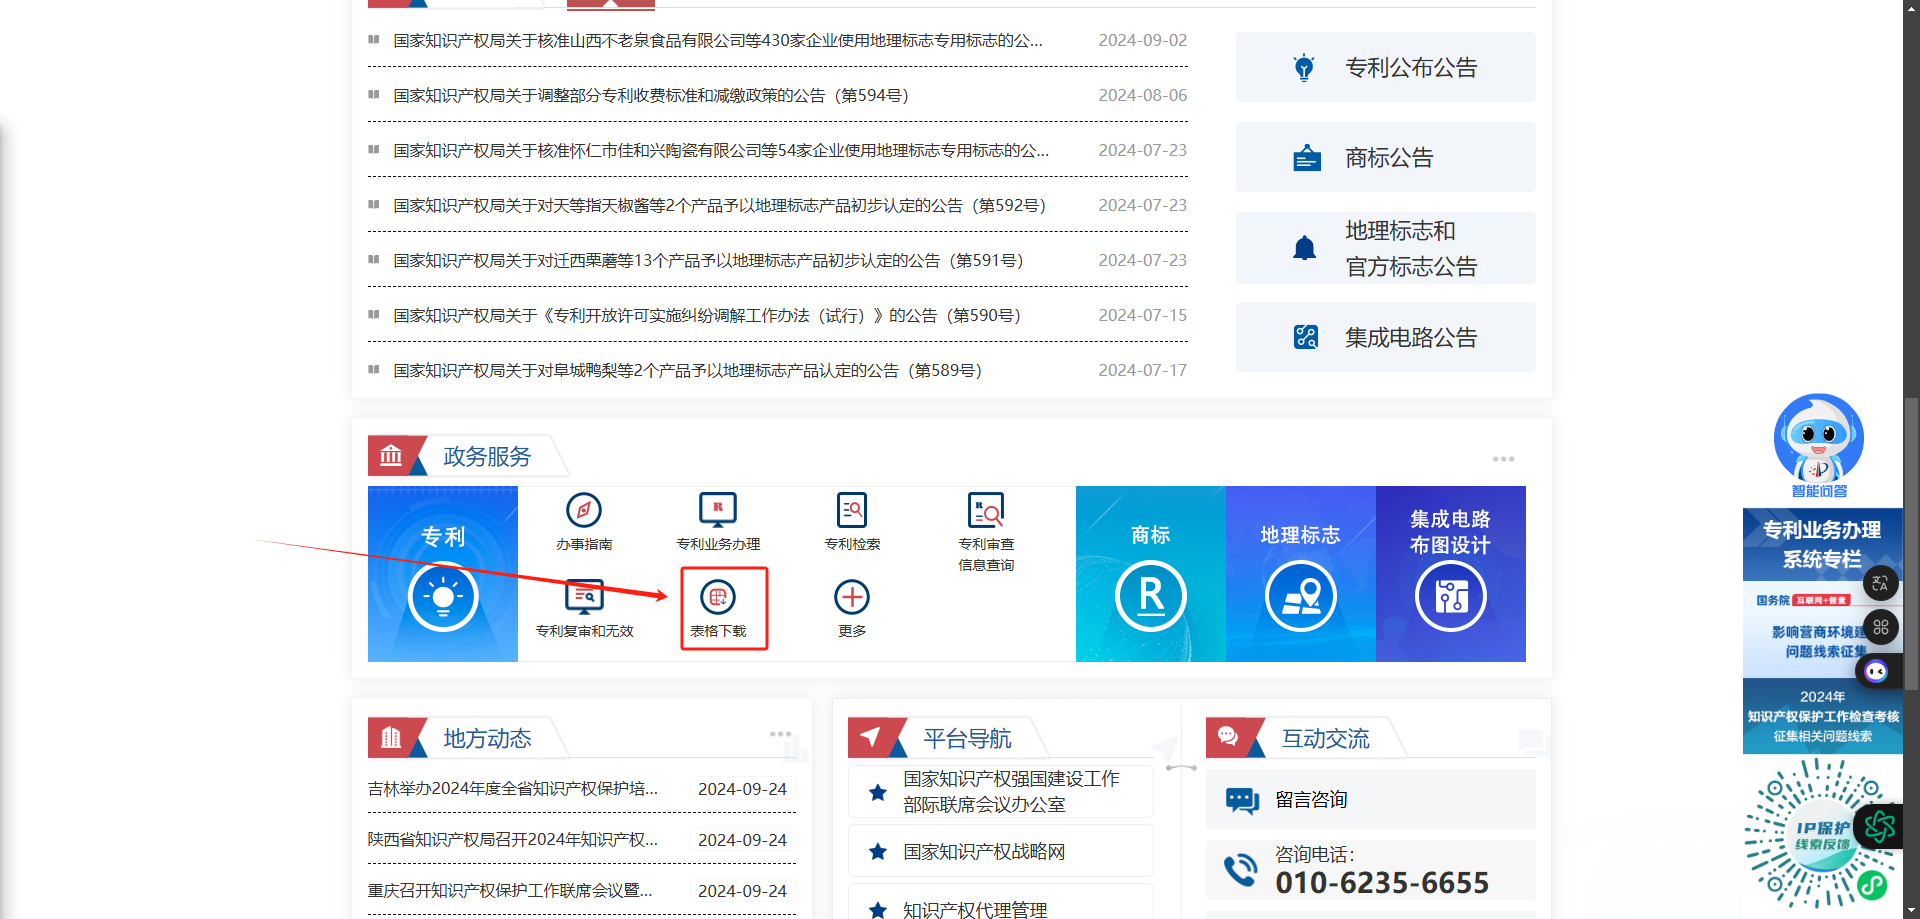 国家知识产权局关于核准山西不老泉食品有限公司等430家企业使用地理标志专用标志的公... 2024-09-02
国家知识产权局关于调整部分专利收费标准和减缴政策的公告（第594号） 2024-08-06
国家知识产权局关于核准怀仁市佳和兴陶瓷有限公司等54家企业使用地理标志专用标志的公... 2024-07-23
国家知识产权局关于对天等指天椒酱等2个产品予以地理标志产品初步认定的公告（第592号） 2024-07-23
国家知识产权局关于对迁西栗蘑等13个产品予以地理标志产品初步认定的公告（第591号） 2024-07-23
国家知识产权局关于《专利开放许可实施纠纷调解工作办法（试行）》的公告（第590号） 2024-07-15
国家知识产权局关于对阜城鸭梨等2个产品予以地理标志产品认定的公告（第589号） 2024-07-17
专利公布公告
商标公告
地理标志和
官方标志公告
集成电路公告
政务服务
专利
办事指南
专利业务办理
专利检索
专利审查
信息查询
专利复审和无效
表格下载
更多
商标
R
地理标志
集成电路
布图设计
地方动态
吉林举办2024年度全省知识产权保护培... 2024-09-24
陕西省知识产权局召开2024年知识产权... 2024-09-24
重庆召开知识产权保护工作联席会议暨... 2024-09-24
平台导航
国家知识产权强国建设工作
部际联席会议办公室
国家知识产权战略网
知识产权代理管理
互动交流
留言咨询
咨询电话：
010-6235-6655
智能问答
专利业务办理
系统专栏
国务院 互联网+督查
影响营商环境建
问题线索征集
2024年
知识产权保护工作检查考核
征集相关问题线索
IP保护
线索反馈